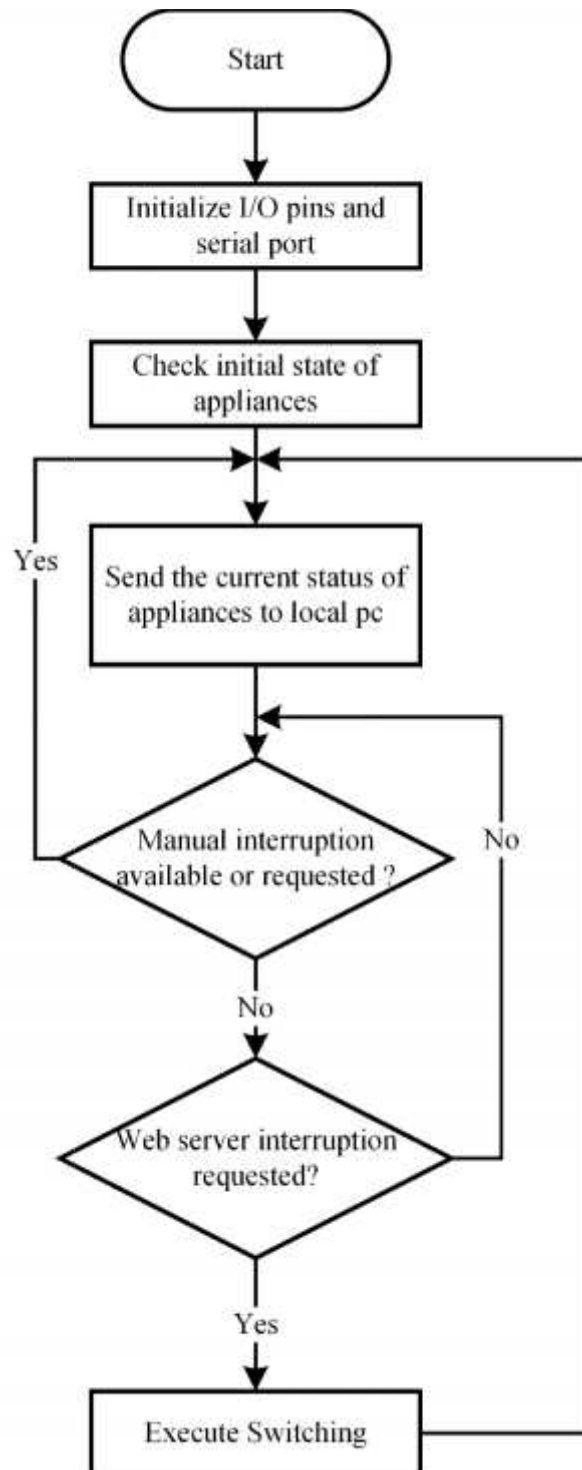 Start
Initialize I/O pins and
serial port
Check initial state of
appliances
Yes
Send the current status of
appliances to local pc
Manual interruption
available or requested ?
No
No
Web server interruption
requested?
Yes
Execute Switching